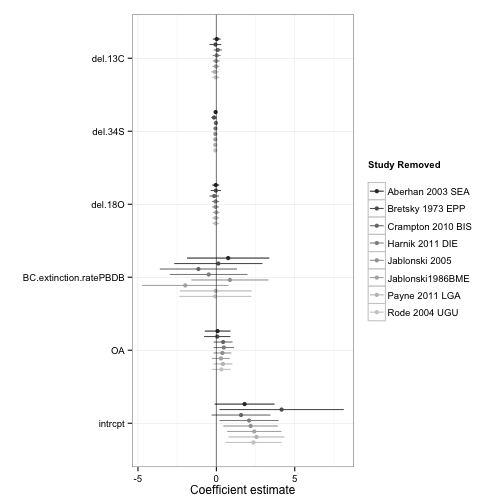 del.13C
del.34S
del.18O
BC.extinction.ratePBDB
OA
intrcpt
-5 0 5
Coefficient estimate
Study Removed
Aberhan 2003 SEA
Bretsky 1973 EPP
Crampton 2010 BIS
Harnik 2011 DIE
Jablonski 2005
Jablonski1986BME
Payne 2011 LGA
Rode 2004 UGU